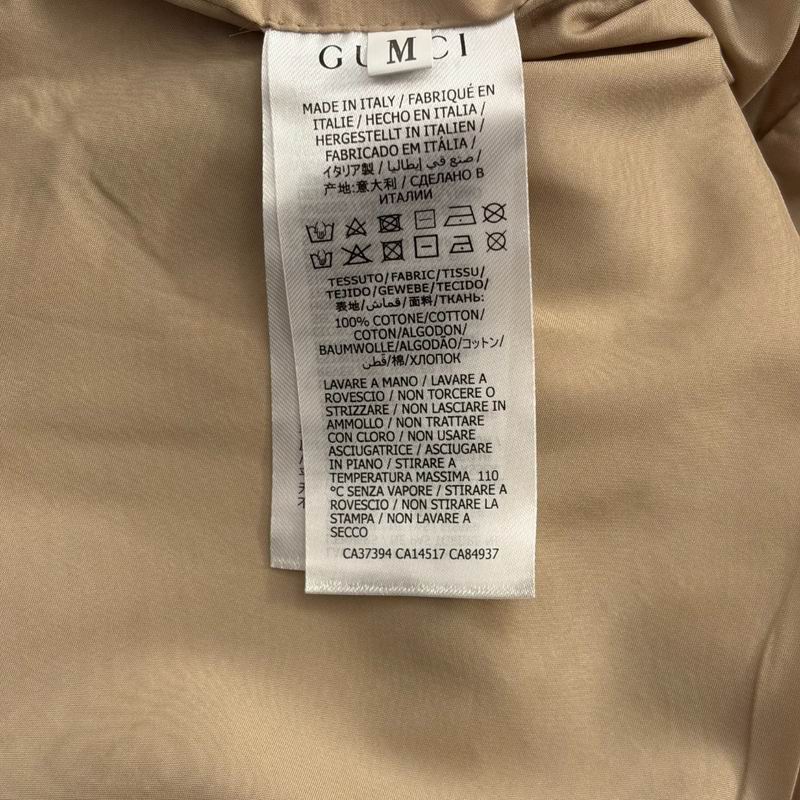 GU CI
M
MADE IN ITALY / FABRIQUÉ EN
ITALIE / HECHO EN ITALIA /
HERGESTELLT IN ITALIEN /
FABRICADO EM ITÁLIA /
イタリア製 / صنع في إيطاليا /
产地:意大利 / СДЕЛАНО В
ИТАЛИИ
TESSUTO/FABRIC/TISSU/
TEJIDO/GEWEBE/TECIDO/
表地/قماش/面料/ТКАНЬ:
100% COTONE/COTTON/
COTON/ALGODON/
BAUMWOLLE/ALGODÃO/コットン/
قطن/棉/ХЛОПОК
LAVARE A MANO / LAVARE A
ROVESCIO / NON TORCERE O
STRIZZARE / NON LASCIARE IN
AMMOLLO / NON TRATTARE
CON CLORO / NON USARE
ASCIUGATRICE / ASCIUGARE
IN PIANO / STIRARE A
TEMPERATURA MASSIMA 110
°C SENZA VAPORE / STIRARE A
ROVESCIO / NON STIRARE LA
STAMPA / NON LAVARE A
SECCO
CA37394 CA14517 CA84937